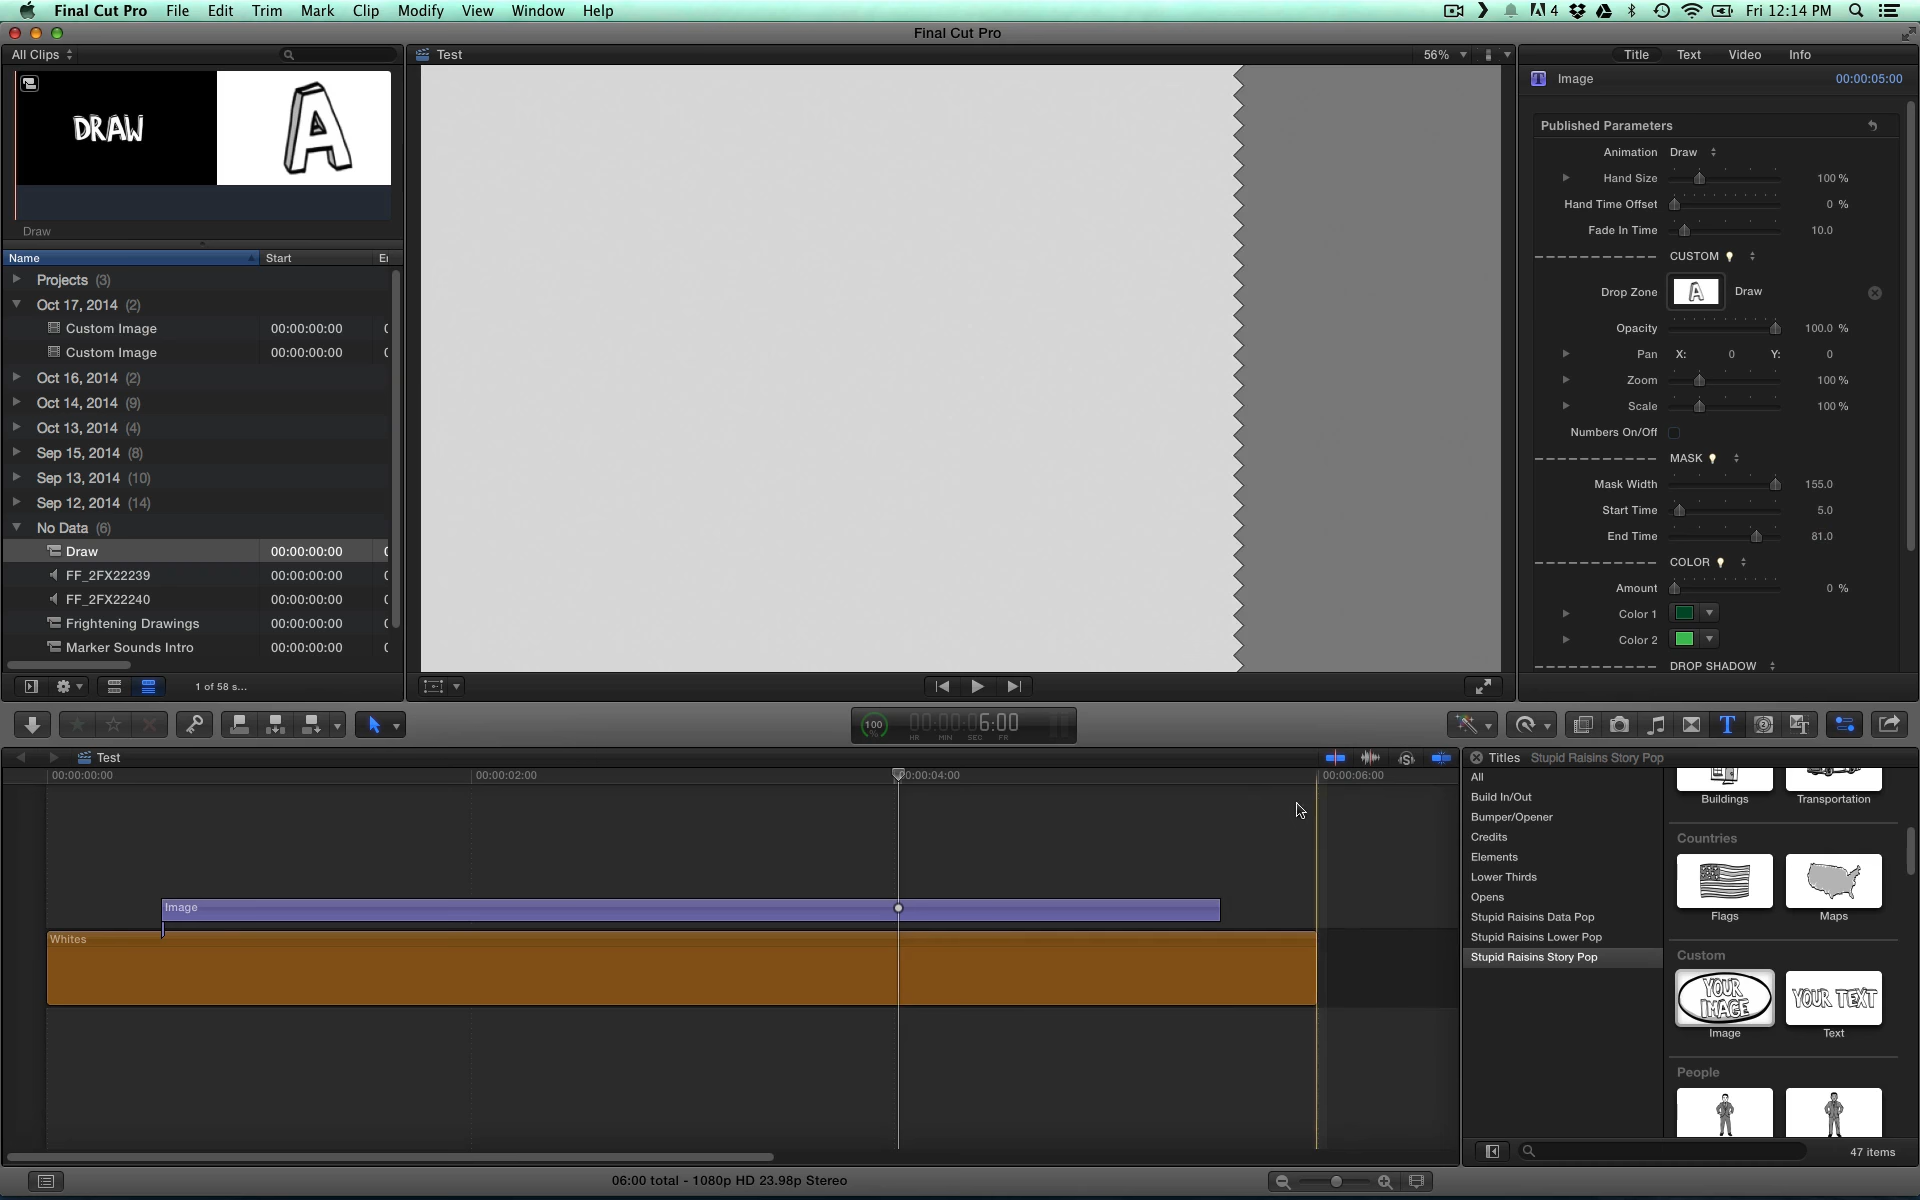 Final Cut Pro File Edit Trim Mark Clip Modify View Window Help 4 Fri 12:14 PM
Final Cut Pro
All Clips
Test
56%
Title Text Video Info
Image 00:00:05:00
DRAW A
Draw
Name Start
Projects (3)
Oct 17, 2014 (2)
Custom Image 00:00:00:00
Custom Image 00:00:00:00
Oct 16, 2014 (2)
Oct 14, 2014 (9)
Oct 13, 2014 (4)
Sep 15, 2014 (8)
Sep 13, 2014 (10)
Sep 12, 2014 (14)
No Data (6)
Draw 00:00:00:00
FF_2FX22239 00:00:00:00
FF_2FX22240 00:00:00:00
Frightening Drawings 00:00:00:00
Marker Sounds Intro 00:00:00:00
1 of 58 s...
Published Parameters
Animation Draw
Hand Size 100 %
Hand Time Offset 0 %
Fade In Time 10.0
CUSTOM
Drop Zone A Draw
Opacity 100.0 %
Pan X: 0 Y: 0
Zoom 100 %
Scale 100 %
Numbers On/Off
MASK
Mask Width 155.0
Start Time 5.0
End Time 81.0
COLOR
Amount 0 %
Color 1
Color 2
DROP SHADOW
100 % 00:00:06:00
HR MIN SEC FR
Test
00:00:00:00 00:00:02:00 00:00:04:00 00:00:06:00
Image
Whites
Titles Stupid Raisins Story Pop
All
Build In/Out
Bumper/Opener
Credits
Elements
Lower Thirds
Opens
Stupid Raisins Data Pop
Stupid Raisins Lower Pop
Stupid Raisins Story Pop
Buildings Transportation
Countries
Flags Maps
Custom
YOUR IMAGE YOUR TEXT
Image Text
People
47 items
06:00 total - 1080p HD 23.98p Stereo